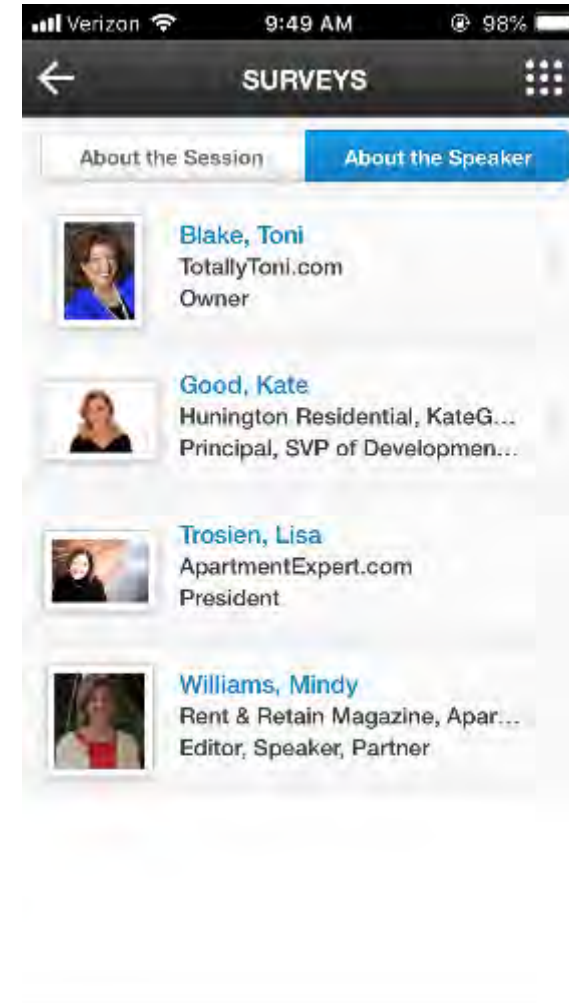 Verizon 9:49 AM 98%
SURVEYS
About the Session About the Speaker
Blake, Toni
TotallyToni.com
Owner
Good, Kate
Hunington Residential, KateG...
Principal, SVP of Developmen...
Trosien, Lisa
ApartmentExpert.com
President
Williams, Mindy
Rent & Retain Magazine, Apar...
Editor, Speaker, Partner